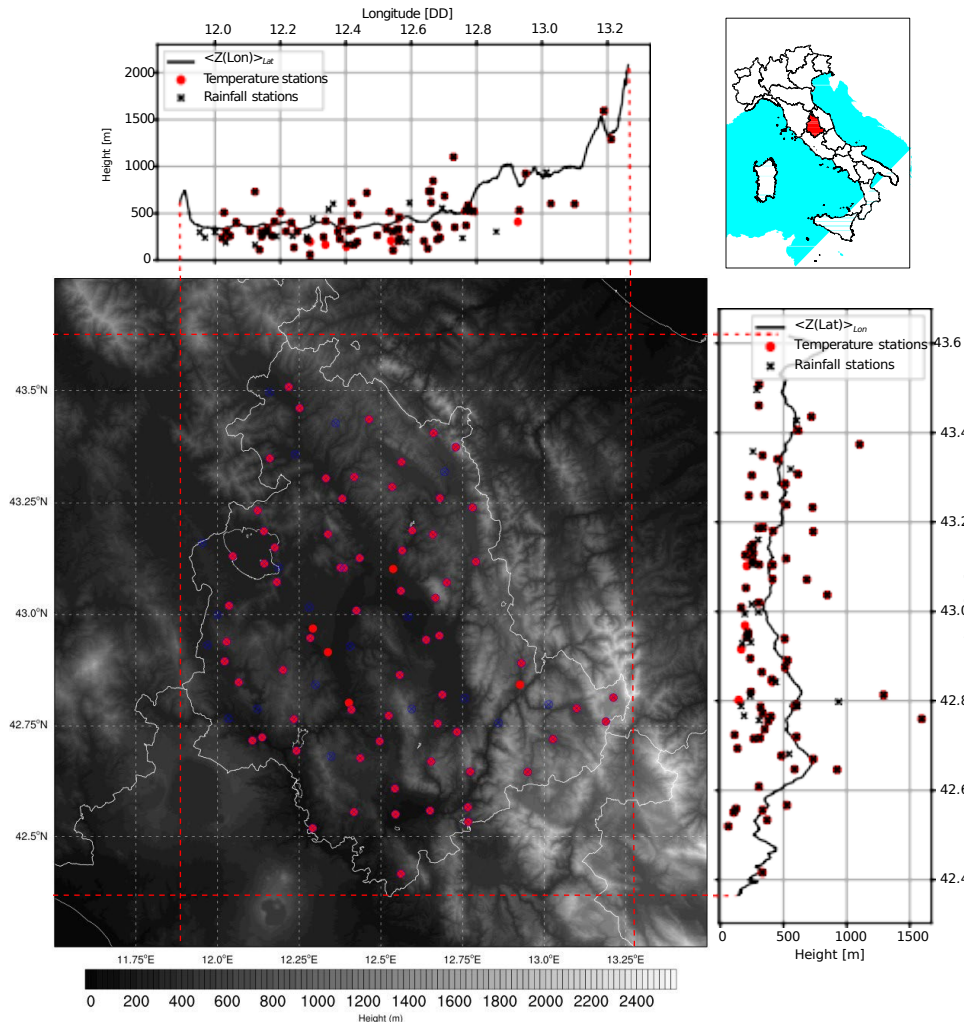 Longitude [DD]
12.0 12.2 12.4 12.6 12.8 13.0 13.2
<Z(Lon)>Lat
Temperature stations
Rainfall stations
Height [m]
2000
1500
1000
500
0
43.5°N
43.25°N
43.0°N
42.75°N
42.5°N
11.75°E 12.0°E 12.25°E 12.5°E 12.75°E 13.0°E 13.25°E
0 200 400 600 800 1000 1200 1400 1600 1800 2000 2200 2400
Height (m)
<Z(Lat)>Lon
Temperature stations
Rainfall stations
43.6
43.4
43.2
43.0
42.8
42.6
42.4
0 500 1000 1500
Height [m]